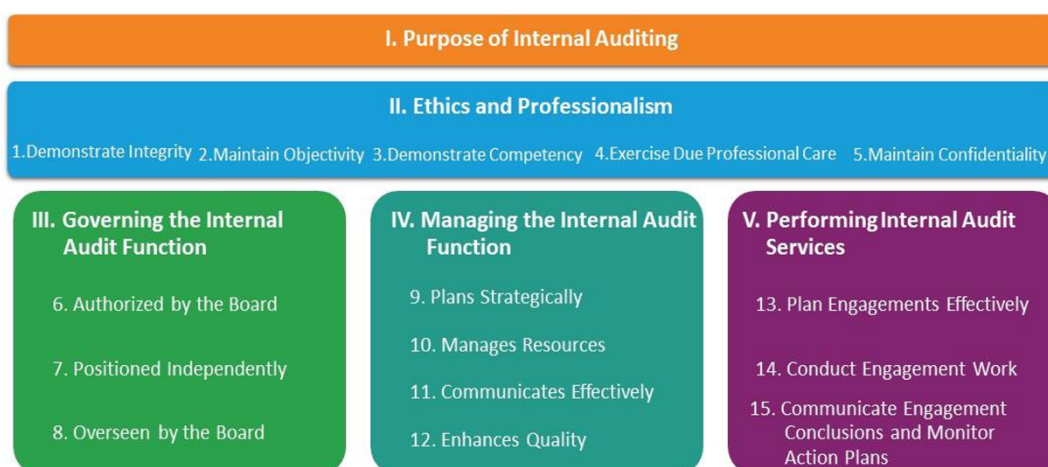 I. Purpose of Internal Auditing
II. Ethics and Professionalism
1.Demonstrate Integrity 2.Maintain Objectivity 3.Demonstrate Competency 4.Exercise Due Professional Care 5.Maintain Confidentiality
III. Governing the Internal
Audit Function
6. Authorized by the Board
7. Positioned Independently
8. Overseen by the Board
IV. Managing the Internal Audit
Function
9. Plans Strategically
10. Manages Resources
11. Communicates Effectively
12. Enhances Quality
V. Performing Internal Audit
Services
13. Plan Engagements Effectively
14. Conduct Engagement Work
15. Communicate Engagement
Conclusions and Monitor
Action Plans